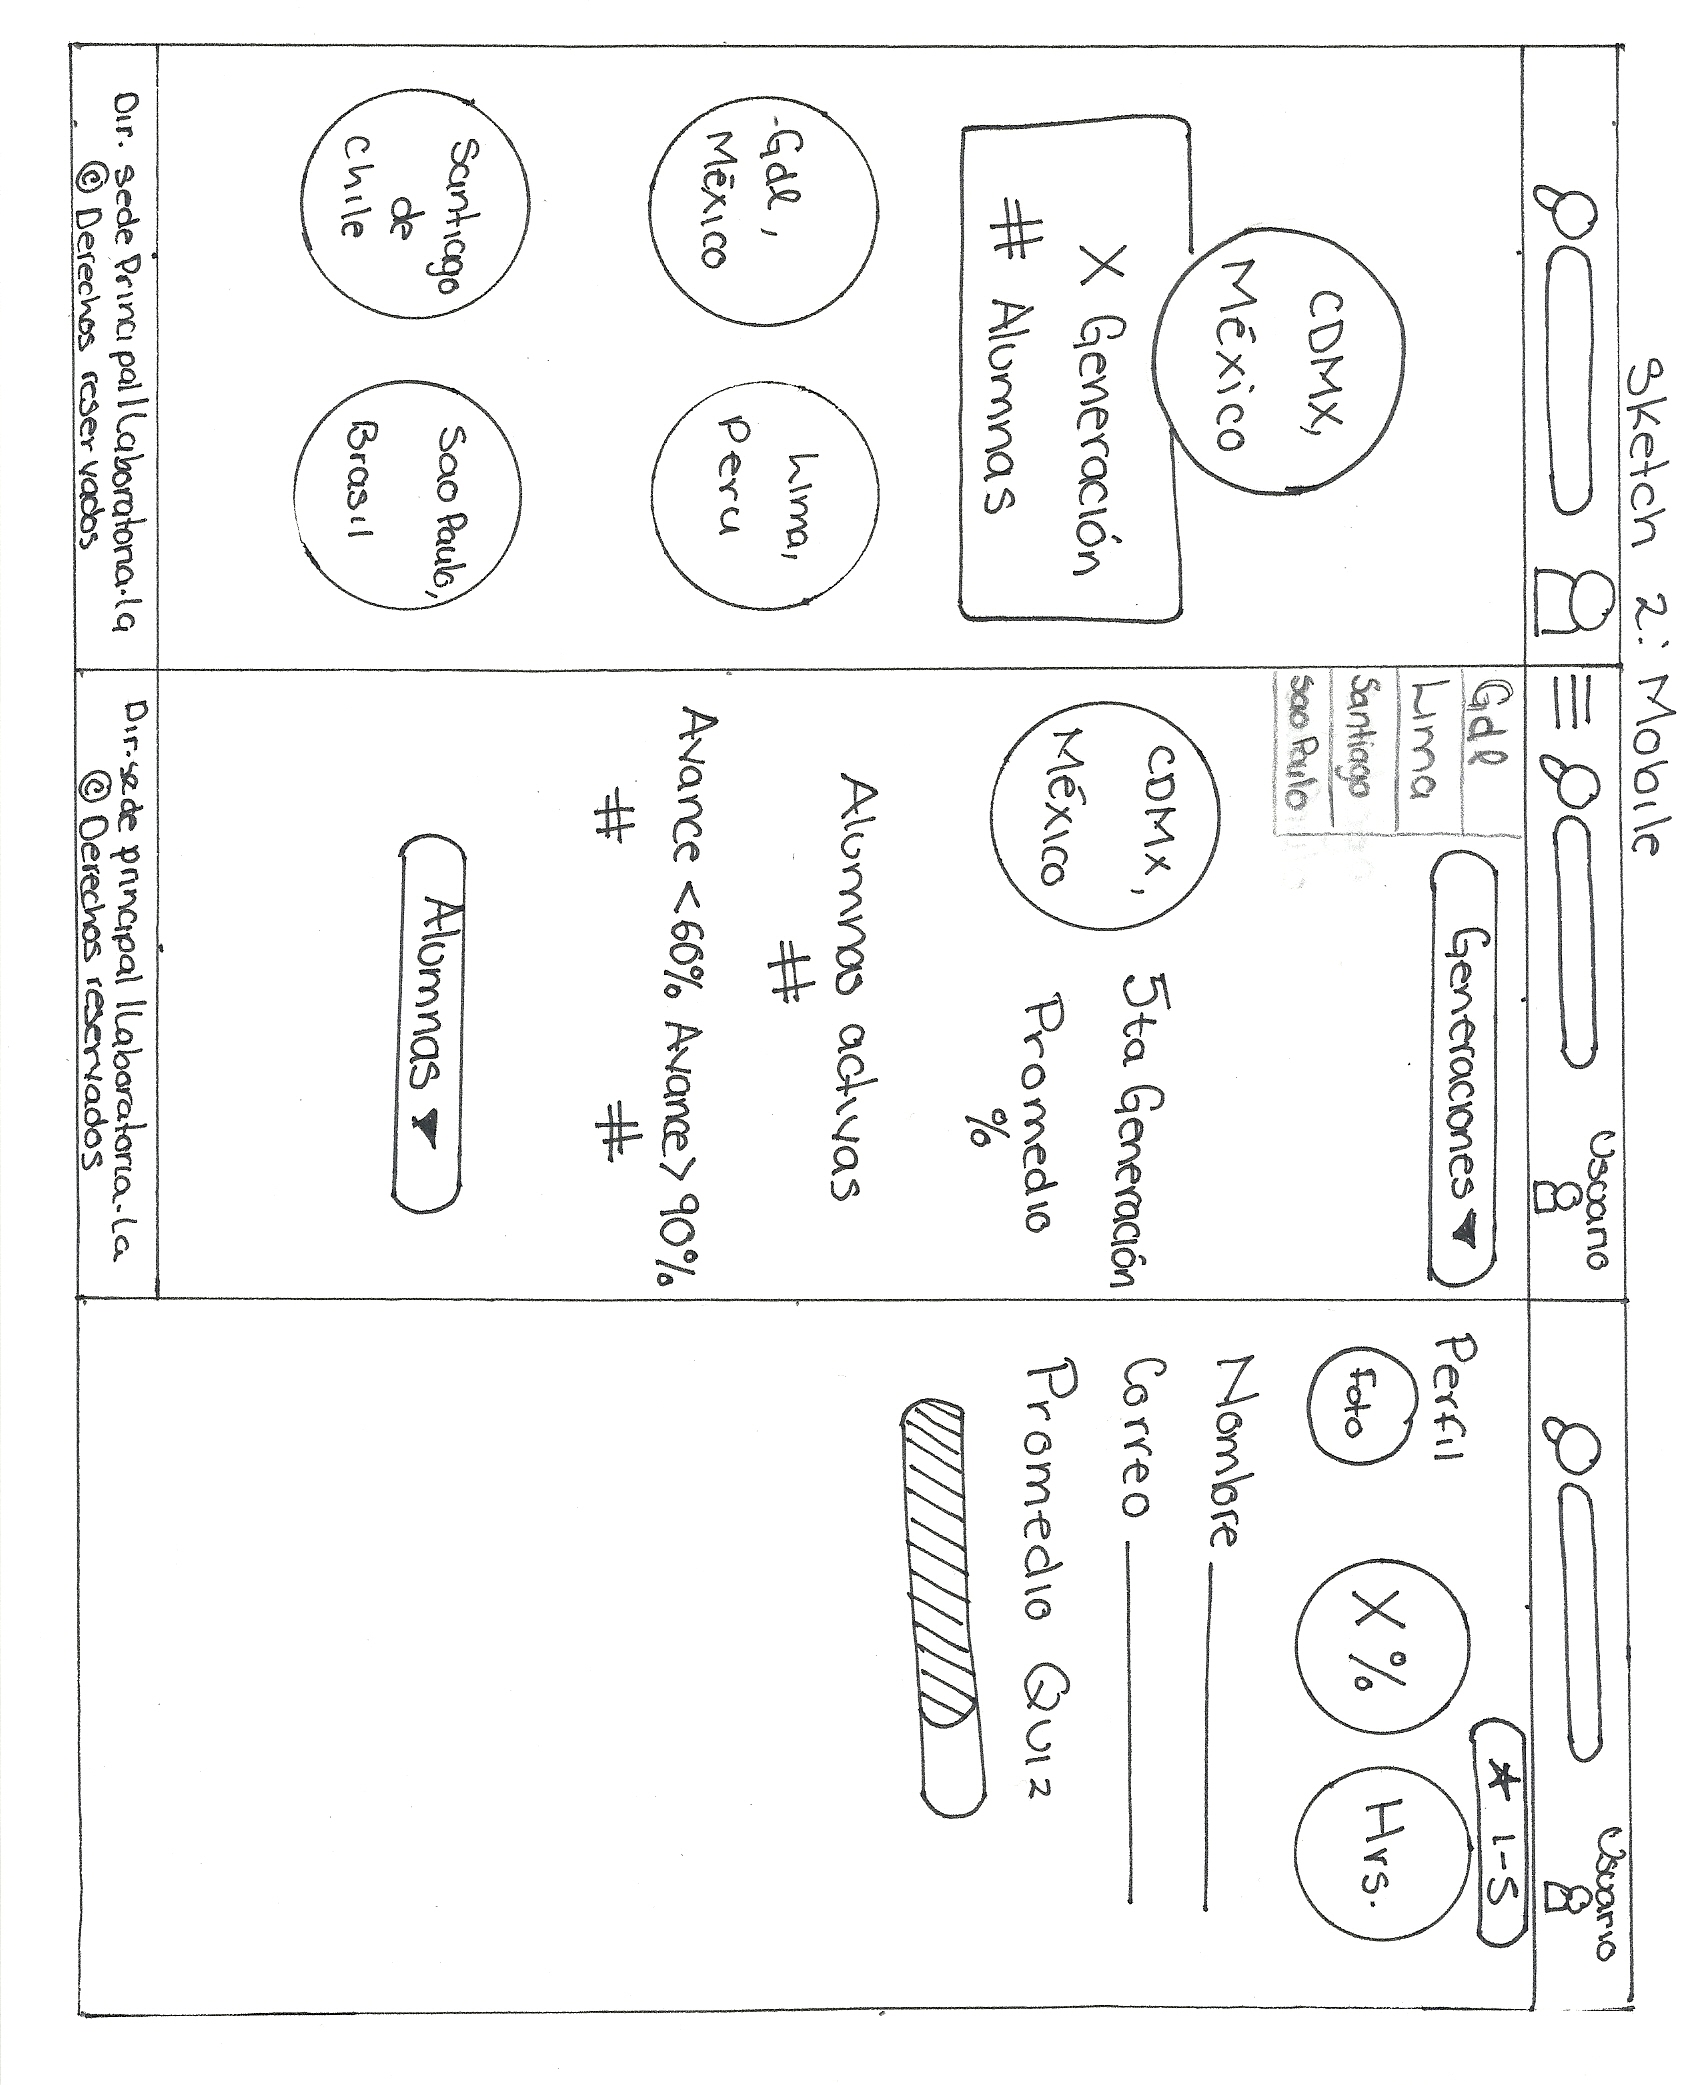 Sketch 2: Mobile
CDMX,
México
X Generación
# Alumnas
-Gdl,
México
Lima,
Peru
Santiago
de
Chile
Sao Paulo,
Brasil
Dir. sede Principal Laboratoria.la
© Derechos reservados
Usuario
Gdl
Lima
Santiago
Sao Paulo
Generaciones ▼
CDMX,
México
5ta Generación
Promedio
%
Alumnas activas
#
Avance <60% Avance >90%
# #
Alumnas ▼
Dir. sede principal Laboratoria.la
© Derechos reservados
Usuario
★ 1-5
Perfil
Foto
X %
Hrs.
Nombre
Correo
Promedio Quiz